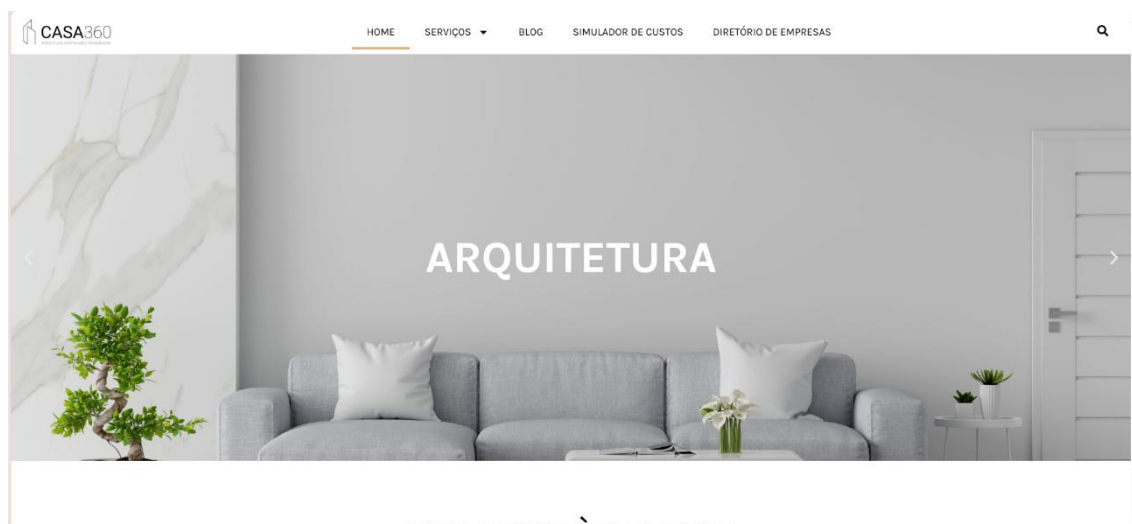 CASA360
HOME SERVIÇOS BLOG SIMULADOR DE CUSTOS DIRETÓRIO DE EMPRESAS
ARQUITETURA